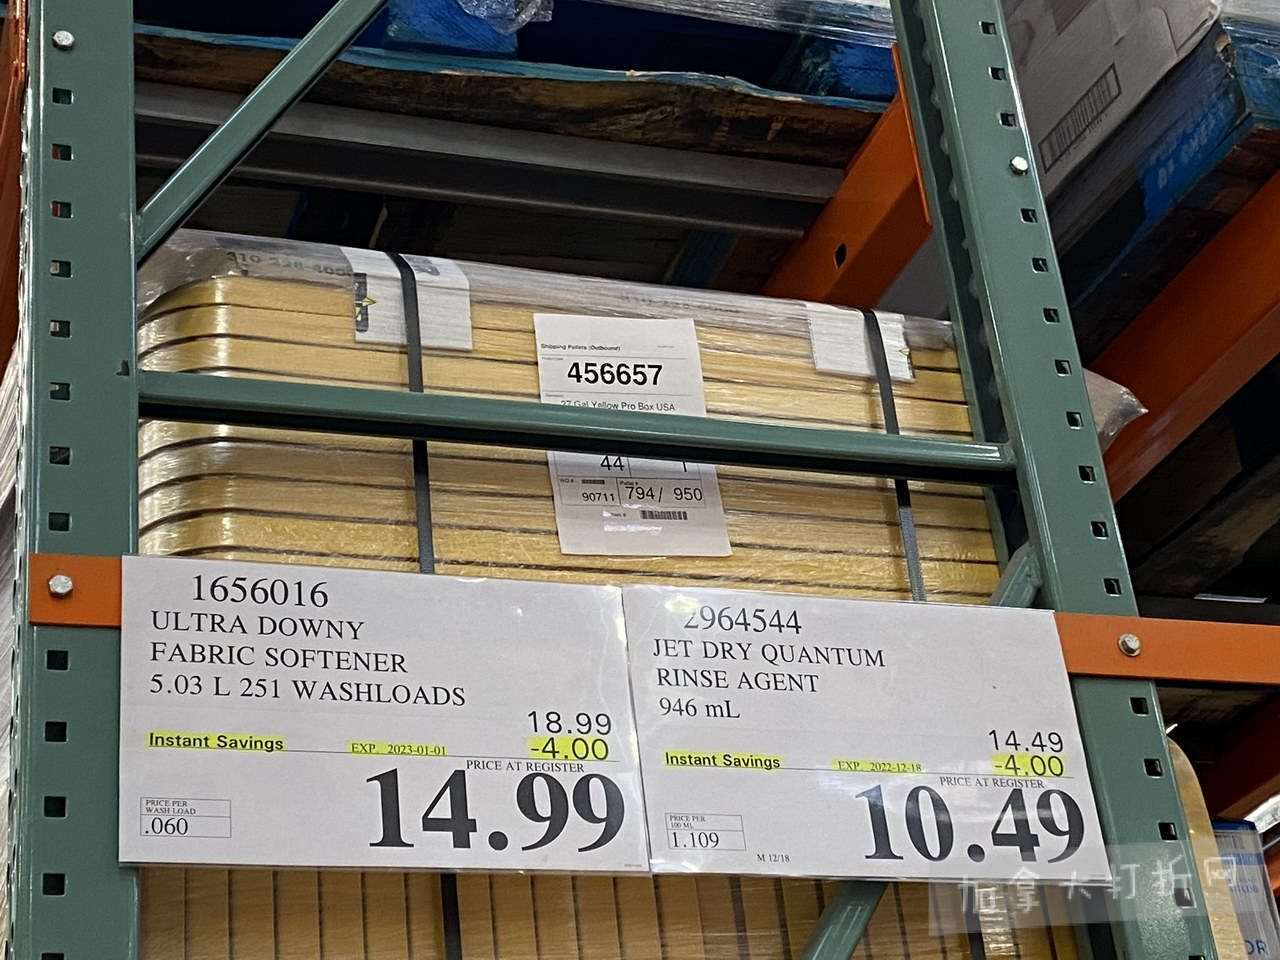 Shipping Pallets (Outbound)
456657
27 Gal Yellow Pro Box USA
44
1
90711
794/ 950
1656016
ULTRA DOWNY
FABRIC SOFTENER
5.03 L 251 WASHLOADS
18.99
Instant Savings EXP. 2023-01-01 -4.00
PRICE AT REGISTER
14.99
PRICE PER
WASH LOAD
.060
2964544
JET DRY QUANTUM
RINSE AGENT
946 mL
14.49
Instant Savings EXP. 2022-12-18 -4.00
PRICE AT REGISTER
10.49
PRICE PER
100 ML
1.109
M 12/18
加拿大打折网